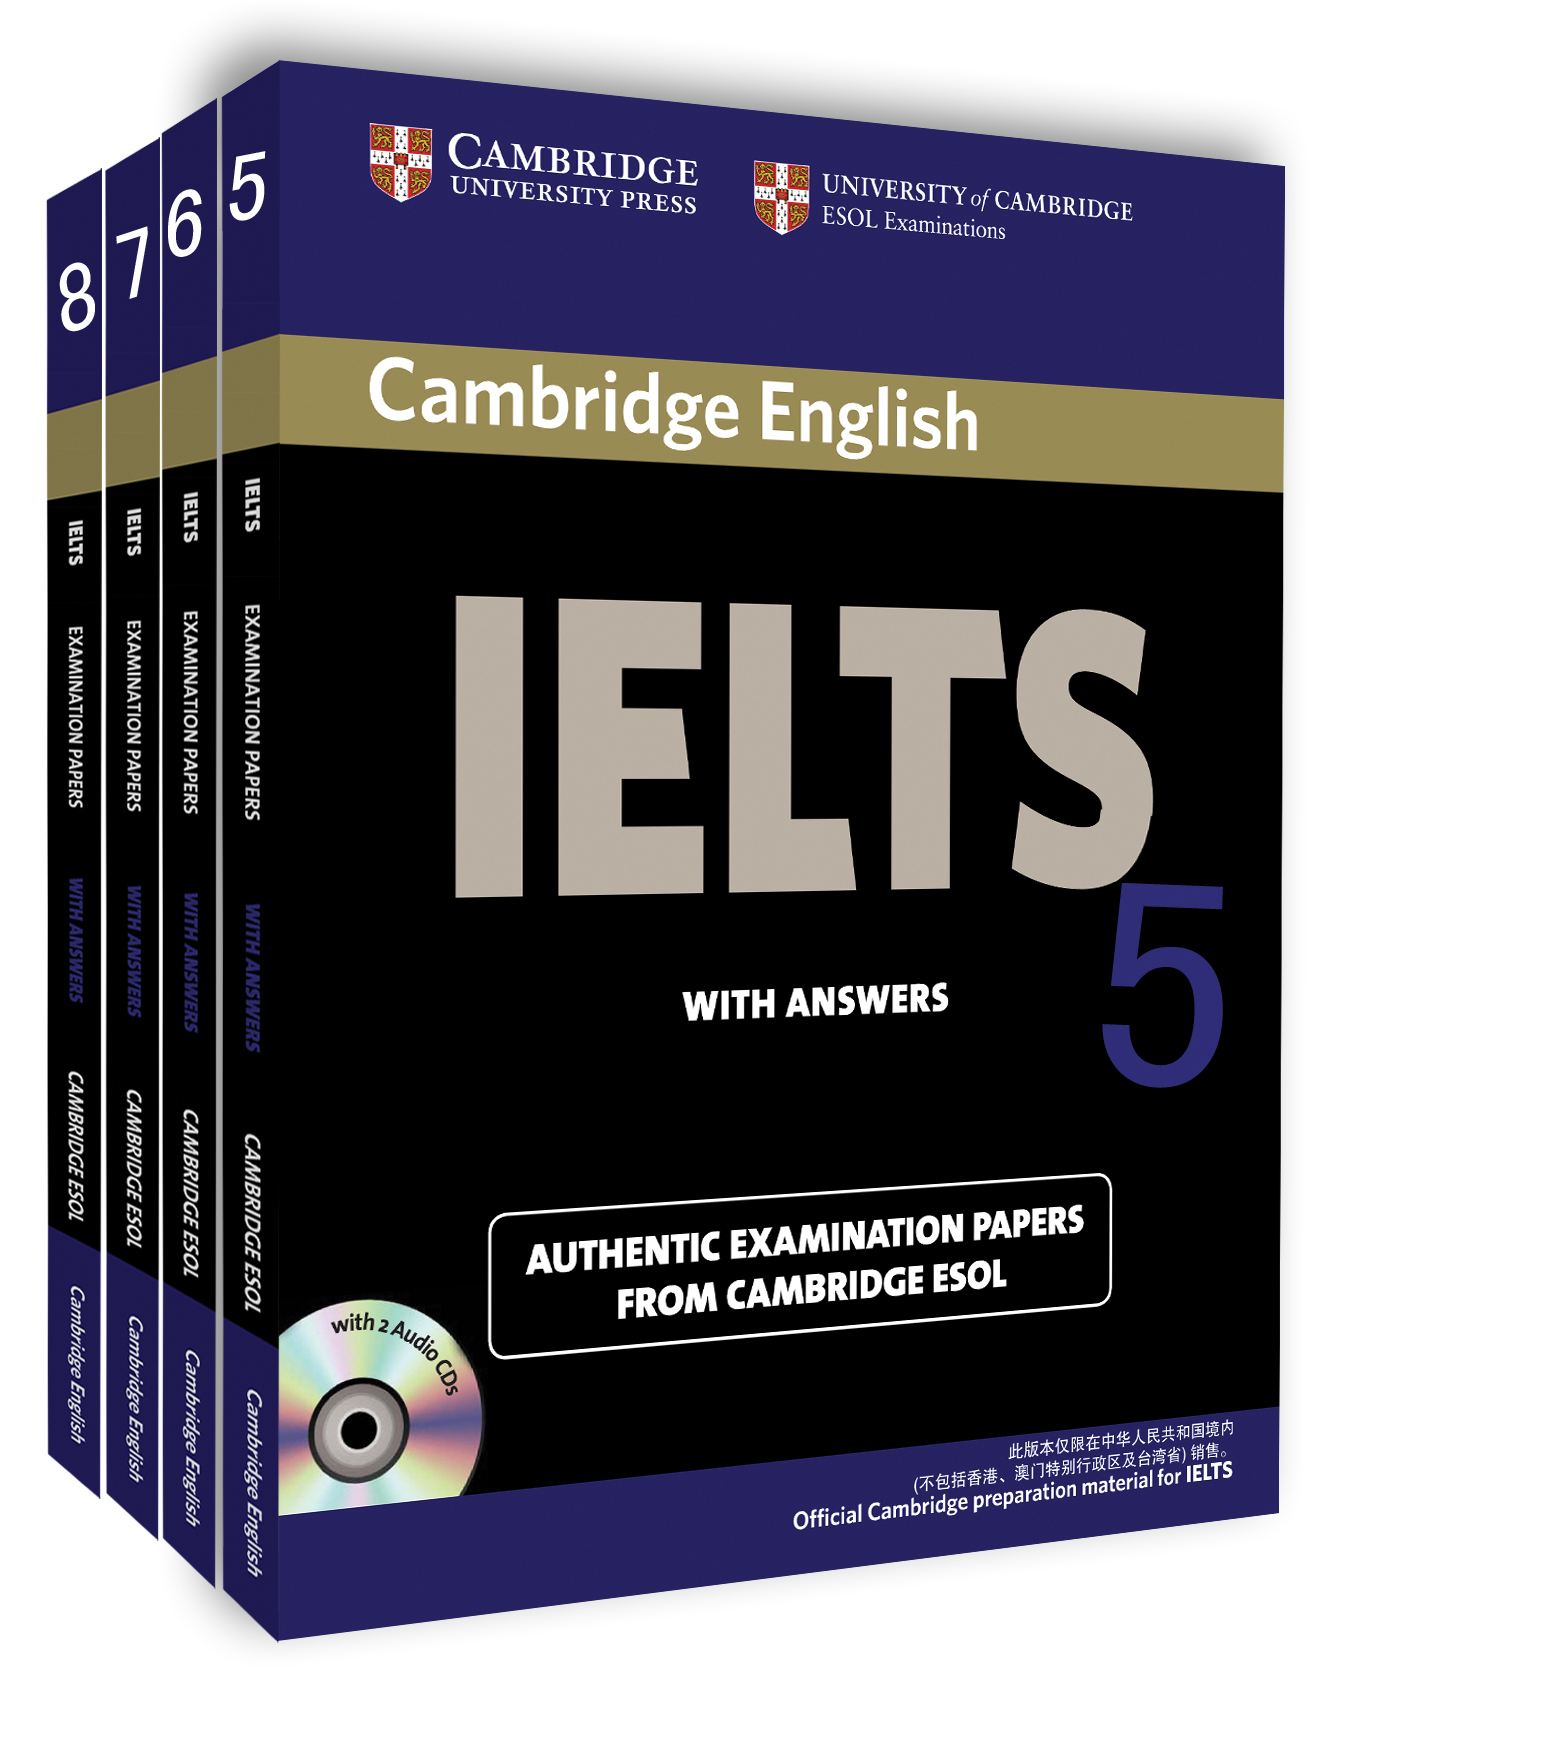 8
IELTS
EXAMINATION PAPERS
WITH ANSWERS
CAMBRIDGE ESOL
Cambridge English
7
IELTS
EXAMINATION PAPERS
WITH ANSWERS
CAMBRIDGE ESOL
Cambridge English
6
IELTS
EXAMINATION PAPERS
WITH ANSWERS
CAMBRIDGE ESOL
Cambridge English
5
IELTS
EXAMINATION PAPERS
WITH ANSWERS
CAMBRIDGE ESOL
Cambridge English
CAMBRIDGE
UNIVERSITY PRESS
UNIVERSITY of CAMBRIDGE
ESOL Examinations
Cambridge English
IELTS
5
WITH ANSWERS
AUTHENTIC EXAMINATION PAPERS
FROM CAMBRIDGE ESOL
with 2 Audio CDs
此版本仅限在中华人民共和国境内
(不包括香港、澳门特别行政区及台湾省) 销售。
Official Cambridge preparation material for IELTS